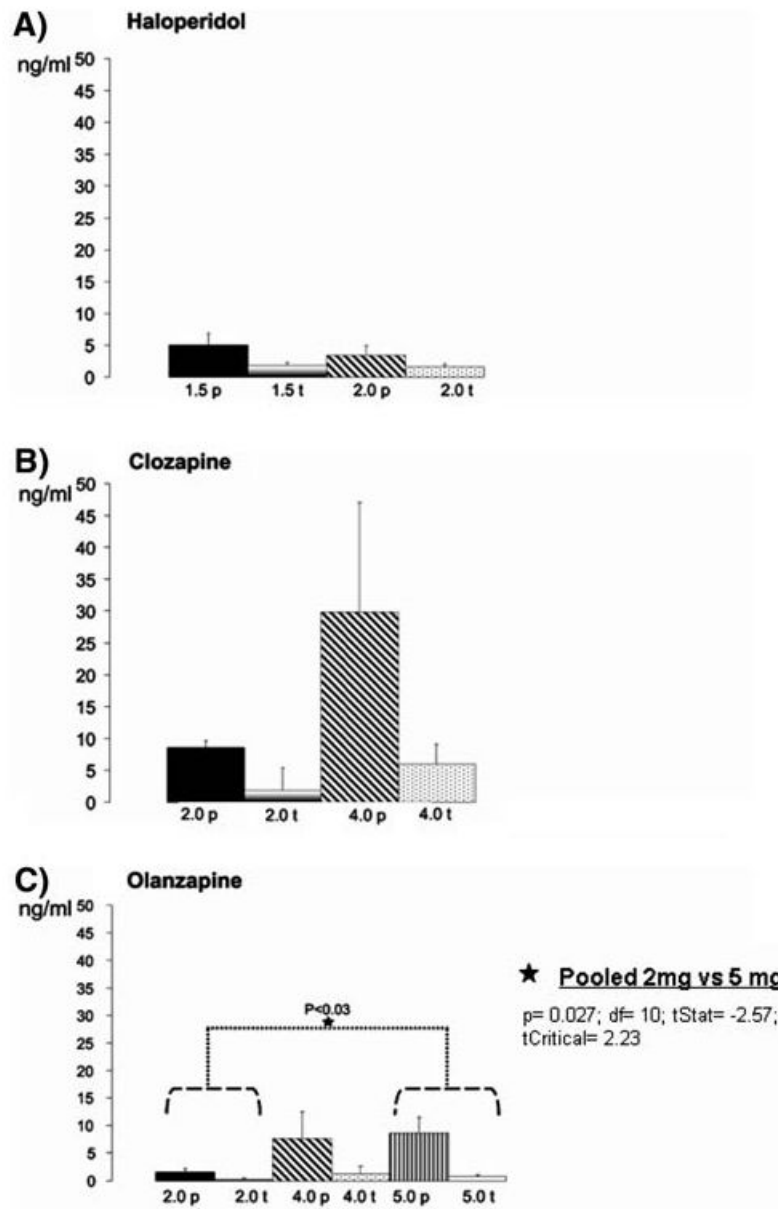 A)
Haloperidol
ng/ml
50
45
40
35
30
25
20
15
10
5
0
1.5 p 1.5 t 2.0 p 2.0 t
B)
Clozapine
ng/ml
50
45
40
35
30
25
20
15
10
5
0
2.0 p 2.0 t 4.0 p 4.0 t
C)
Olanzapine
ng/ml
50
45
40
35
30
25
20
15
10
5
0
P<0.03
2.0 p 2.0 t 4.0 p 4.0 t 5.0 p 5.0 t
★ Pooled 2mg vs 5 mg
p= 0.027; df= 10; tStat= -2.57;
tCritical= 2.23